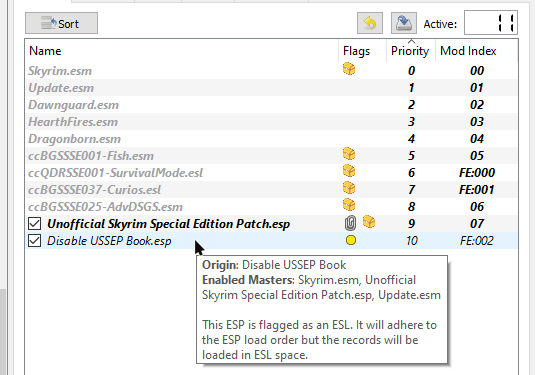 Sort Active: 11
Name Flags Priority Mod Index
Skyrim.esm 0 00
Update.esm 1 01
Dawnguard.esm 2 02
HearthFires.esm 3 03
Dragonborn.esm 4 04
ccBGSSSE001-Fish.esm 5 05
ccQDRSSE001-SurvivalMode.esl 6 FE:000
ccBGSSSE037-Curios.esl 7 FE:001
ccBGSSSE025-AdvDSGS.esm 8 06
Unofficial Skyrim Special Edition Patch.esp 9 07
Disable USSEP Book.esp 10 FE:002
Origin: Disable USSEP Book
Enabled Masters: Skyrim.esm, Unofficial
Skyrim Special Edition Patch.esp, Update.esm
This ESP is flagged as an ESL. It will adhere to
the ESP load order but the records will be
loaded in ESL space.